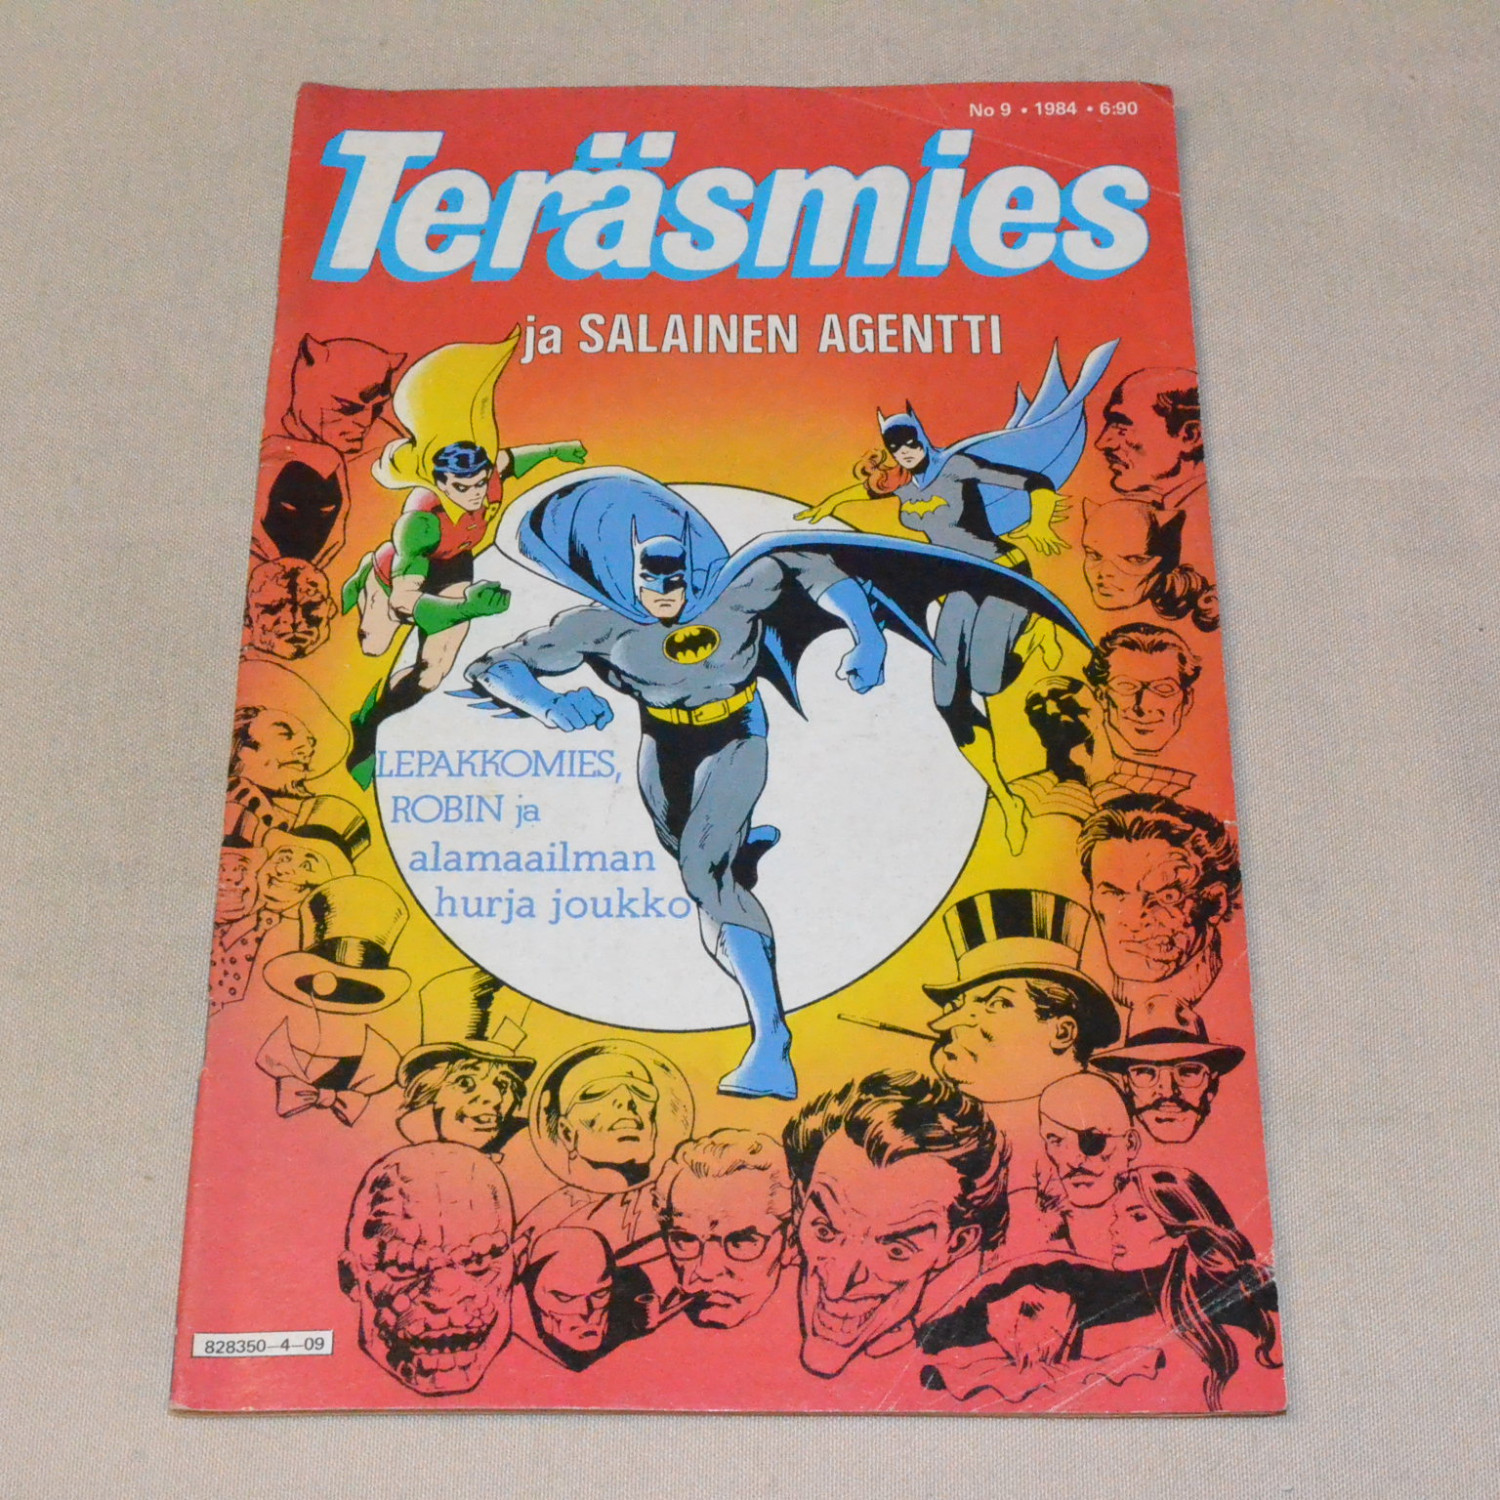 No 9 • 1984 • 6:90
Teräsmies
ja SALAINEN AGENTTI
LEPAKKOMIES,
ROBIN ja
alamaailman
hurja joukko
828350—4—09